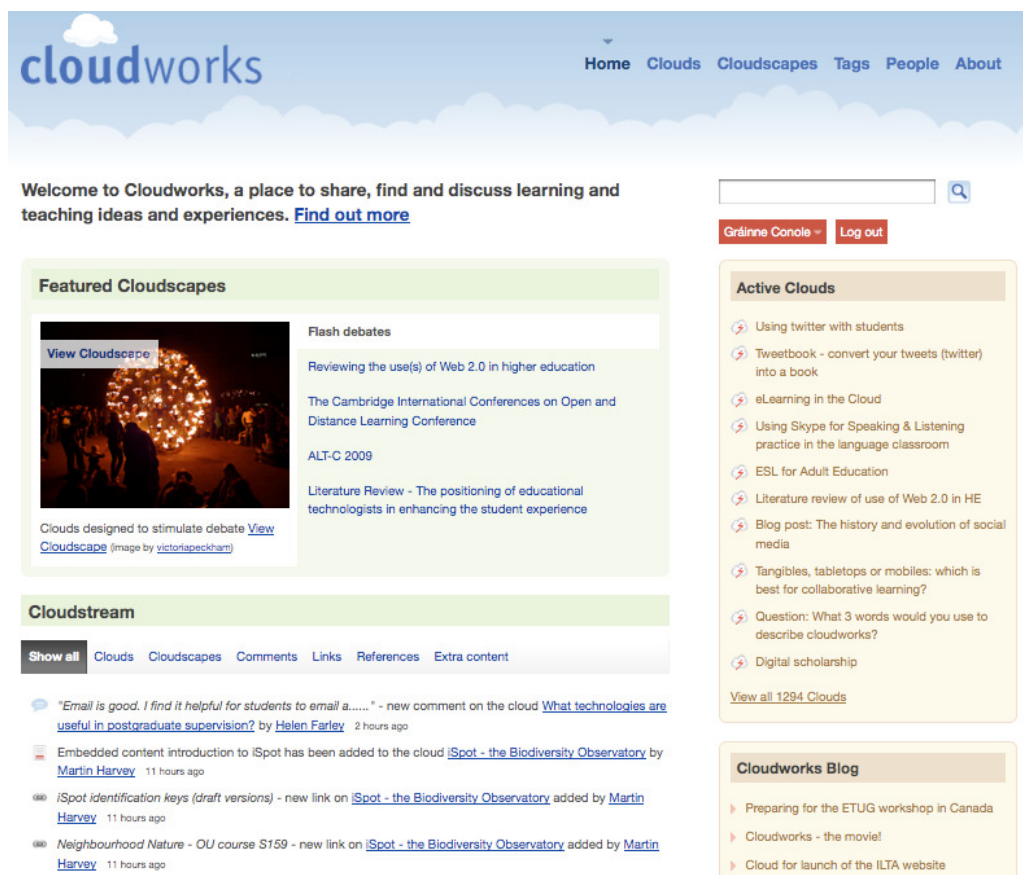 cloudworks
Home Clouds Cloudscapes Tags People About
Welcome to Cloudworks, a place to share, find and discuss learning and
teaching ideas and experiences. Find out more
Gráinne Conole Log out
Featured Cloudscapes
View Cloudscape
Clouds designed to stimulate debate View
Cloudscape (image by victoriapeckham)
Flash debates
Reviewing the use(s) of Web 2.0 in higher education
The Cambridge International Conferences on Open and
Distance Learning Conference
ALT-C 2009
Literature Review - The positioning of educational
technologists in enhancing the student experience
Cloudstream
Show all Clouds Cloudscapes Comments Links References Extra content
"Email is good. I find it helpful for students to email a......" - new comment on the cloud What technologies are
useful in postgraduate supervision? by Helen Farley 2 hours ago
Embedded content introduction to iSpot has been added to the cloud iSpot - the Biodiversity Observatory by
Martin Harvey 11 hours ago
iSpot identification keys (draft versions) - new link on iSpot - the Biodiversity Observatory added by Martin
Harvey 11 hours ago
Neighbourhood Nature - OU course S159 - new link on iSpot - the Biodiversity Observatory added by Martin
Harvey 11 hours ago
Active Clouds
Using twitter with students
Tweetbook - convert your tweets (twitter)
into a book
eLearning in the Cloud
Using Skype for Speaking & Listening
practice in the language classroom
ESL for Adult Education
Literature review of use of Web 2.0 in HE
Blog post: The history and evolution of social
media
Tangibles, tabletops or mobiles: which is
best for collaborative learning?
Question: What 3 words would you use to
describe cloudworks?
Digital scholarship
View all 1294 Clouds
Cloudworks Blog
Preparing for the ETUG workshop in Canada
Cloudworks - the movie!
Cloud for launch of the ILTA website